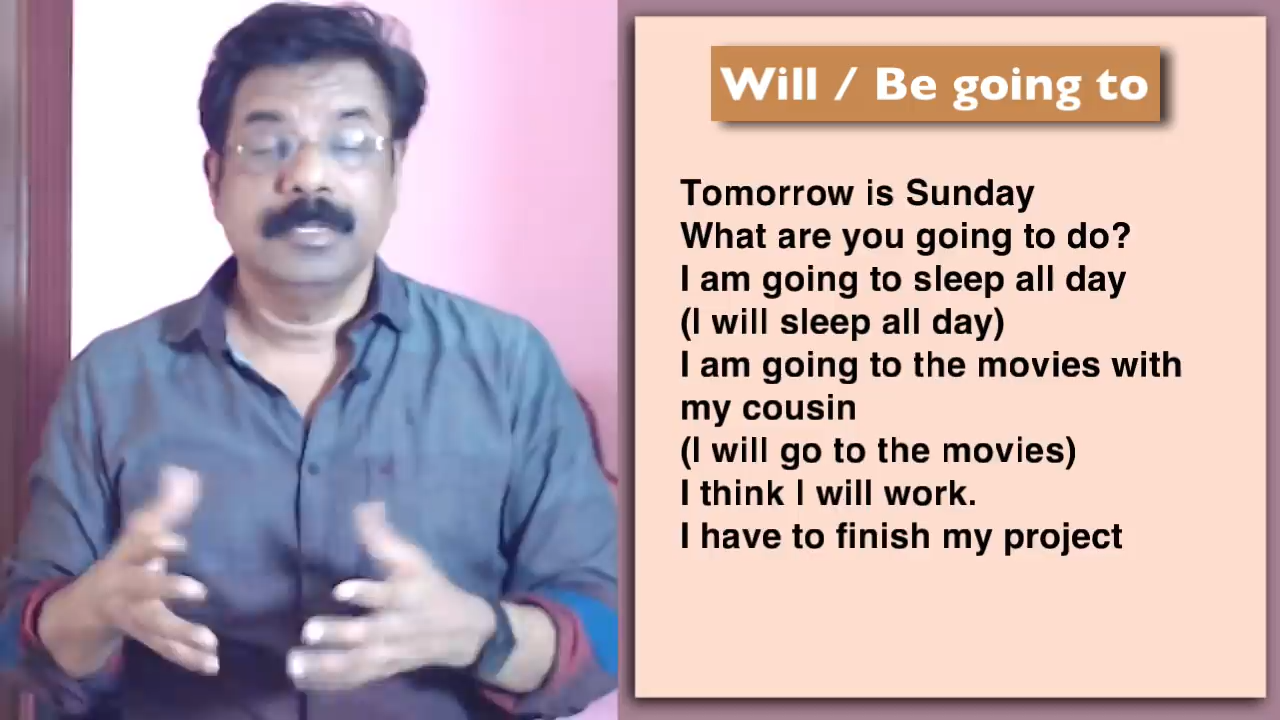 Will / Be going to
Tomorrow is Sunday
What are you going to do?
I am going to sleep all day
(I will sleep all day)
I am going to the movies with
my cousin
(I will go to the movies)
I think I will work.
I have to finish my project